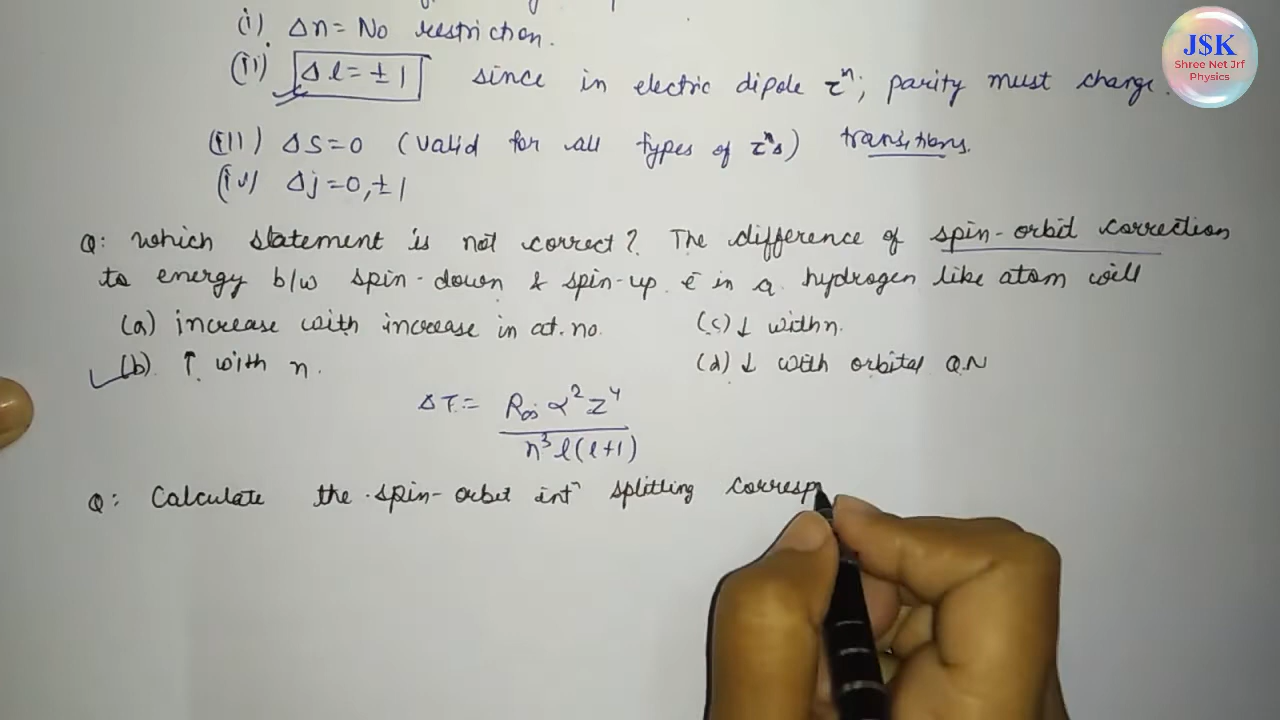 (i) Δn = No restriction.
(ii) Δl = ±1 since in electric dipole τⁿ; parity must change.
(iii) ΔS=0 (valid for all types of τⁿs) transitions.
(iv) Δj = 0, ±1
Q: which statement is not correct? The difference of spin-orbit correction
to energy b/w spin-down & spin-up e⁻ in a hydrogen like atom will
(a) increase with increase in at. no. (c) ↓ with n.
(b) ↑ with n. (d) ↓ with orbital Q.N
ΔT = R∞ α² Z⁴
n³ l(l+1)
Q: Calculate the spin-orbit intⁿ splitting corresp
J$K
Shree Net Jrf
Physics